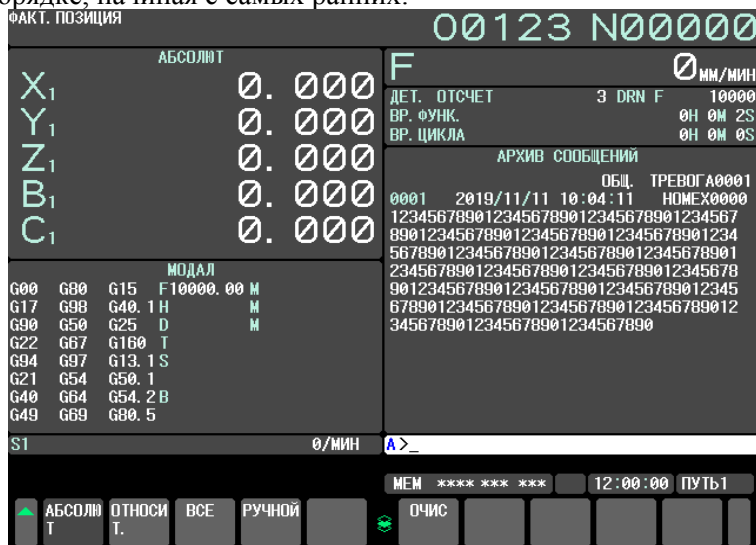 орядке, начиная с самых ранних.
ФАКТ. ПОЗИЦИЯ
O0123 N00000
АБСОЛЮТ
X1 0. 000
Y1 0. 000
Z1 0. 000
B1 0. 000
C1 0. 000
F 0 ММ/МИН
ДЕТ. ОТСЧЕТ 3 DRN F 10000
ВР. ФУНК. 0H 0M 2S
ВР. ЦИКЛА 0H 0M 0S
АРХИВ СООБЩЕНИЙ
ОБЩ. ТРЕВОГА0001
0001 2019/11/11 10:04:11 НОМЕХ0000
1234567890123456789012345678901234567
8901234567890123456789012345678901234
5678901234567890123456789012345678901
2345678901234567890123456789012345678
9012345678901234567890123456789012345
6789012345678901234567890123456789012
3456789012345678901234567890
МОДАЛ
G00 G80 G15 F10000. 00 M
G17 G98 G40. 1 H M
G90 G50 G25 D M
G22 G67 G160 T
G94 G97 G13. 1 S
G21 G54 G50. 1
G40 G64 G54. 2 B
G49 G69 G80. 5
S1 0/МИН
A>_
MEM **** *** *** 12:00:00 ПУТЬ1
АБСОЛЮ
Т
ОТНОСИ
Т.
ВСЕ
РУЧНОЙ
ОЧИС